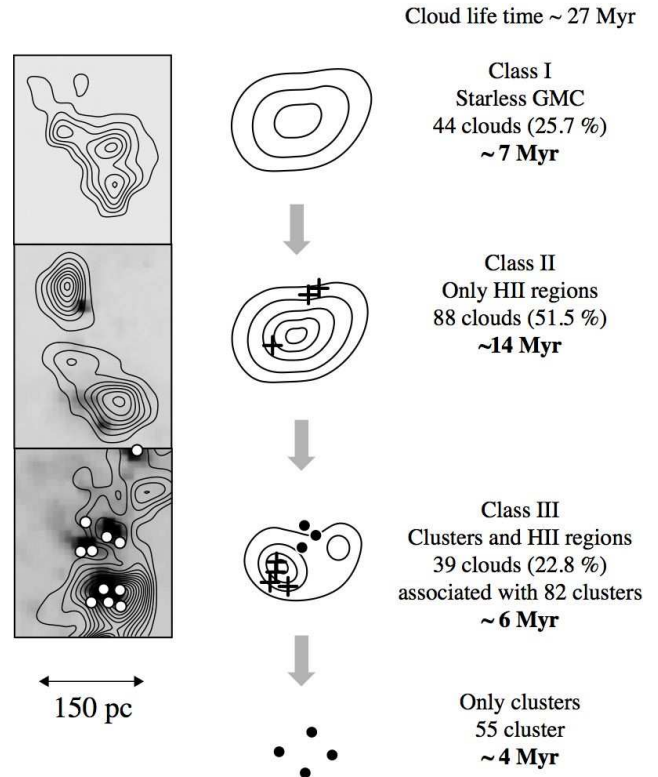 Cloud life time ~ 27 Myr
Class I
Starless GMC
44 clouds (25.7 %)
~ 7 Myr
Class II
Only HII regions
88 clouds (51.5 %)
~14 Myr
Class III
Clusters and HII regions
39 clouds (22.8 %)
associated with 82 clusters
~ 6 Myr
150 pc
Only clusters
55 cluster
~ 4 Myr